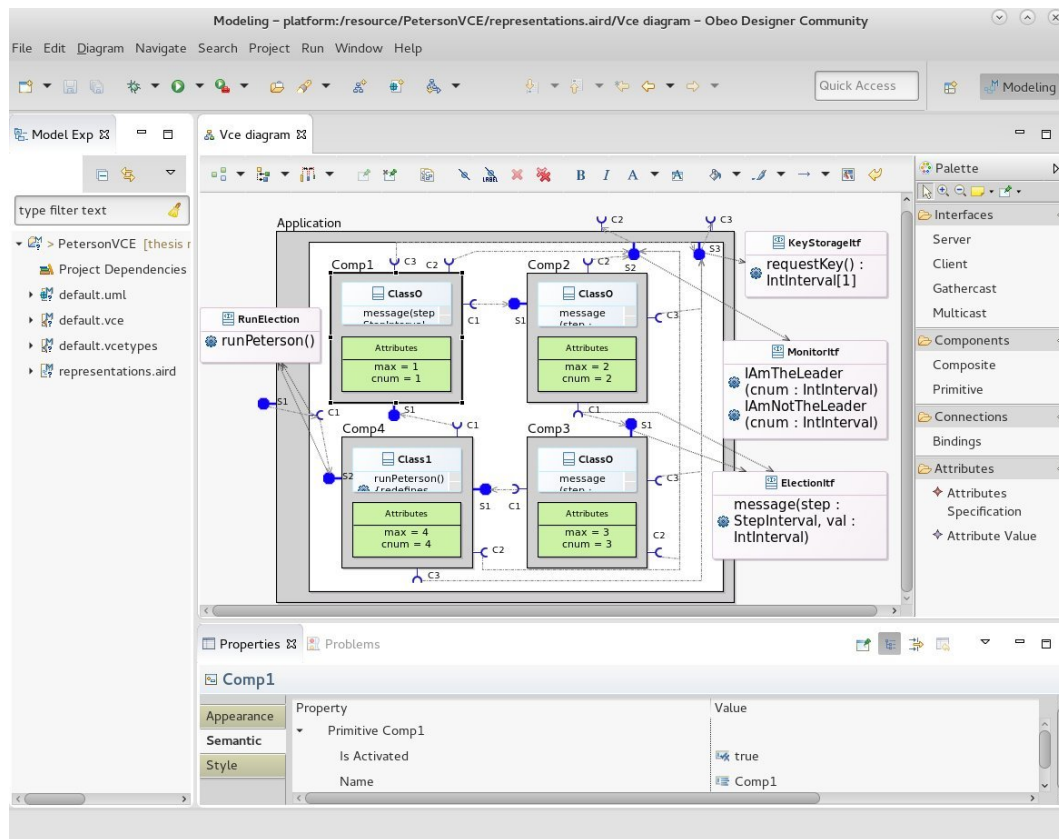 Modeling – platform:/resource/PetersonVCE/representations.aird/Vce diagram – Obeo Designer Community
File Edit Diagram Navigate Search Project Run Window Help
Quick Access
Modeling
Model Exp
Vce diagram
type filter text
> PetersonVCE [thesis
Project Dependencies
default.uml
default.vce
default.vcetypes
representations.aird
B I A
Palette
Interfaces
Server
Client
Gathercast
Multicast
Components
Composite
Primitive
Connections
Bindings
Attributes
Attributes
Specification
Attribute Value
Application
C2
C3
S2
S3
KeyStorageItf
requestKey() :
IntInterval[1]
Comp1
C3
C2
Class0
message(step
Attributes
max = 1
cnum = 1
C1
S1
Comp2
C2
Class0
message
(step :
Attributes
max = 2
cnum = 2
C3
C1
RunElection
runPeterson()
S1
C1
S1
C1
S1
MonitorItf
IAmTheLeader
(cnum : IntInterval)
IAmNotTheLeader
(cnum : IntInterval)
Comp4
Class1
runPeterson()
{redefines
Attributes
max = 4
cnum = 4
S2
C2
C3
S1
C1
Comp3
Class0
message
(step :
Attributes
max = 3
cnum = 3
C3
C2
ElectionItf
message(step :
StepInterval, val :
IntInterval)
Properties
Problems
Comp1
Appearance
Semantic
Style
Property Value
Primitive Comp1
Is Activated true
Name Comp1